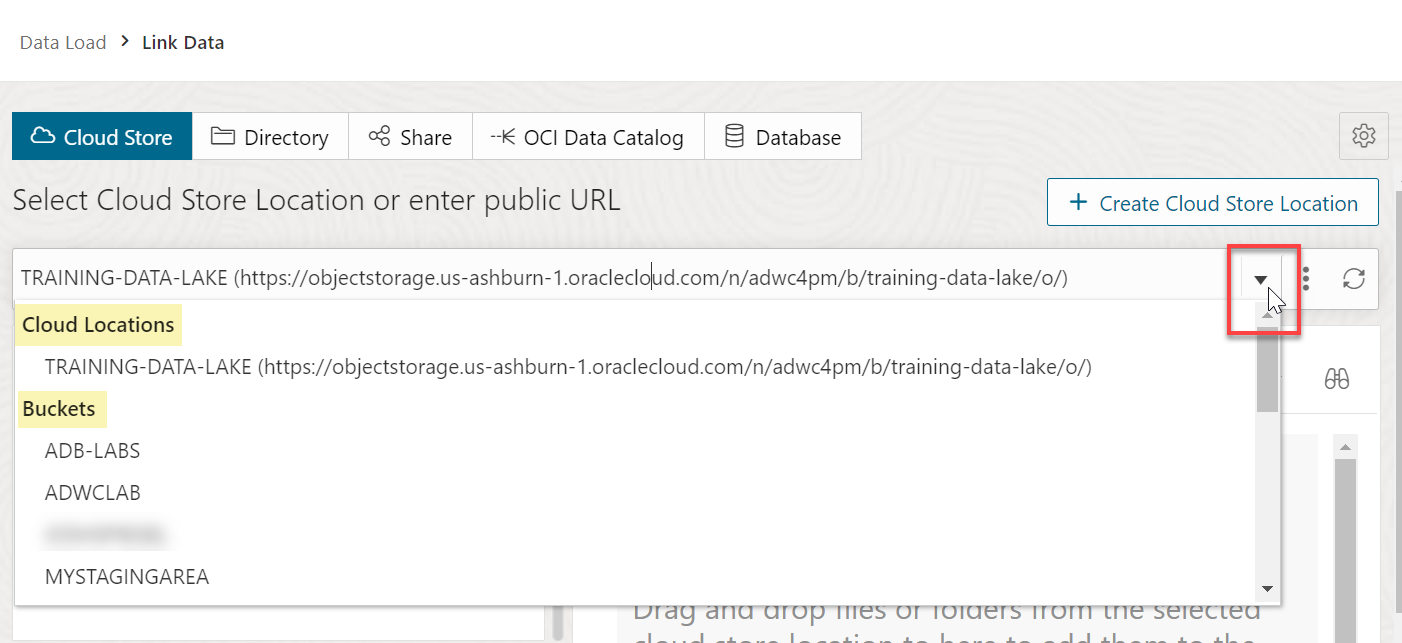 Data Load > Link Data
Cloud Store Directory Share OCI Data Catalog Database
Select Cloud Store Location or enter public URL
+ Create Cloud Store Location
TRAINING-DATA-LAKE (https://objectstorage.us-ashburn-1.oraclecloud.com/n/adwc4pm/b/training-data-lake/o/)
Cloud Locations
TRAINING-DATA-LAKE (https://objectstorage.us-ashburn-1.oraclecloud.com/n/adwc4pm/b/training-data-lake/o/)
Buckets
ADB-LABS
ADWCLAB
MYSTAGINGAREA
Drag and drop files or folders from the selected
cloud store location to here to add them to the